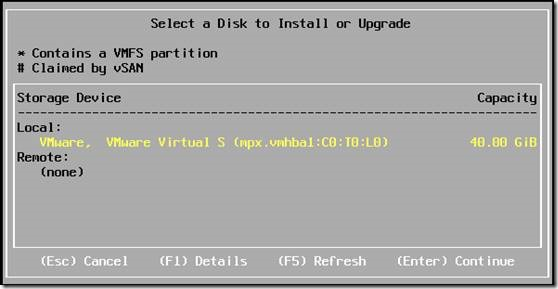 Select a Disk to Install or Upgrade
* Contains a VMFS partition
# Claimed by vSAN
Storage Device Capacity
--------------------------------------------------------------------------------
Local:
VMware, VMware Virtual S (mpx.vmhba1:C0:T0:L0) 40.00 GiB
Remote:
(none)
(Esc) Cancel (F1) Details (F5) Refresh (Enter) Continue